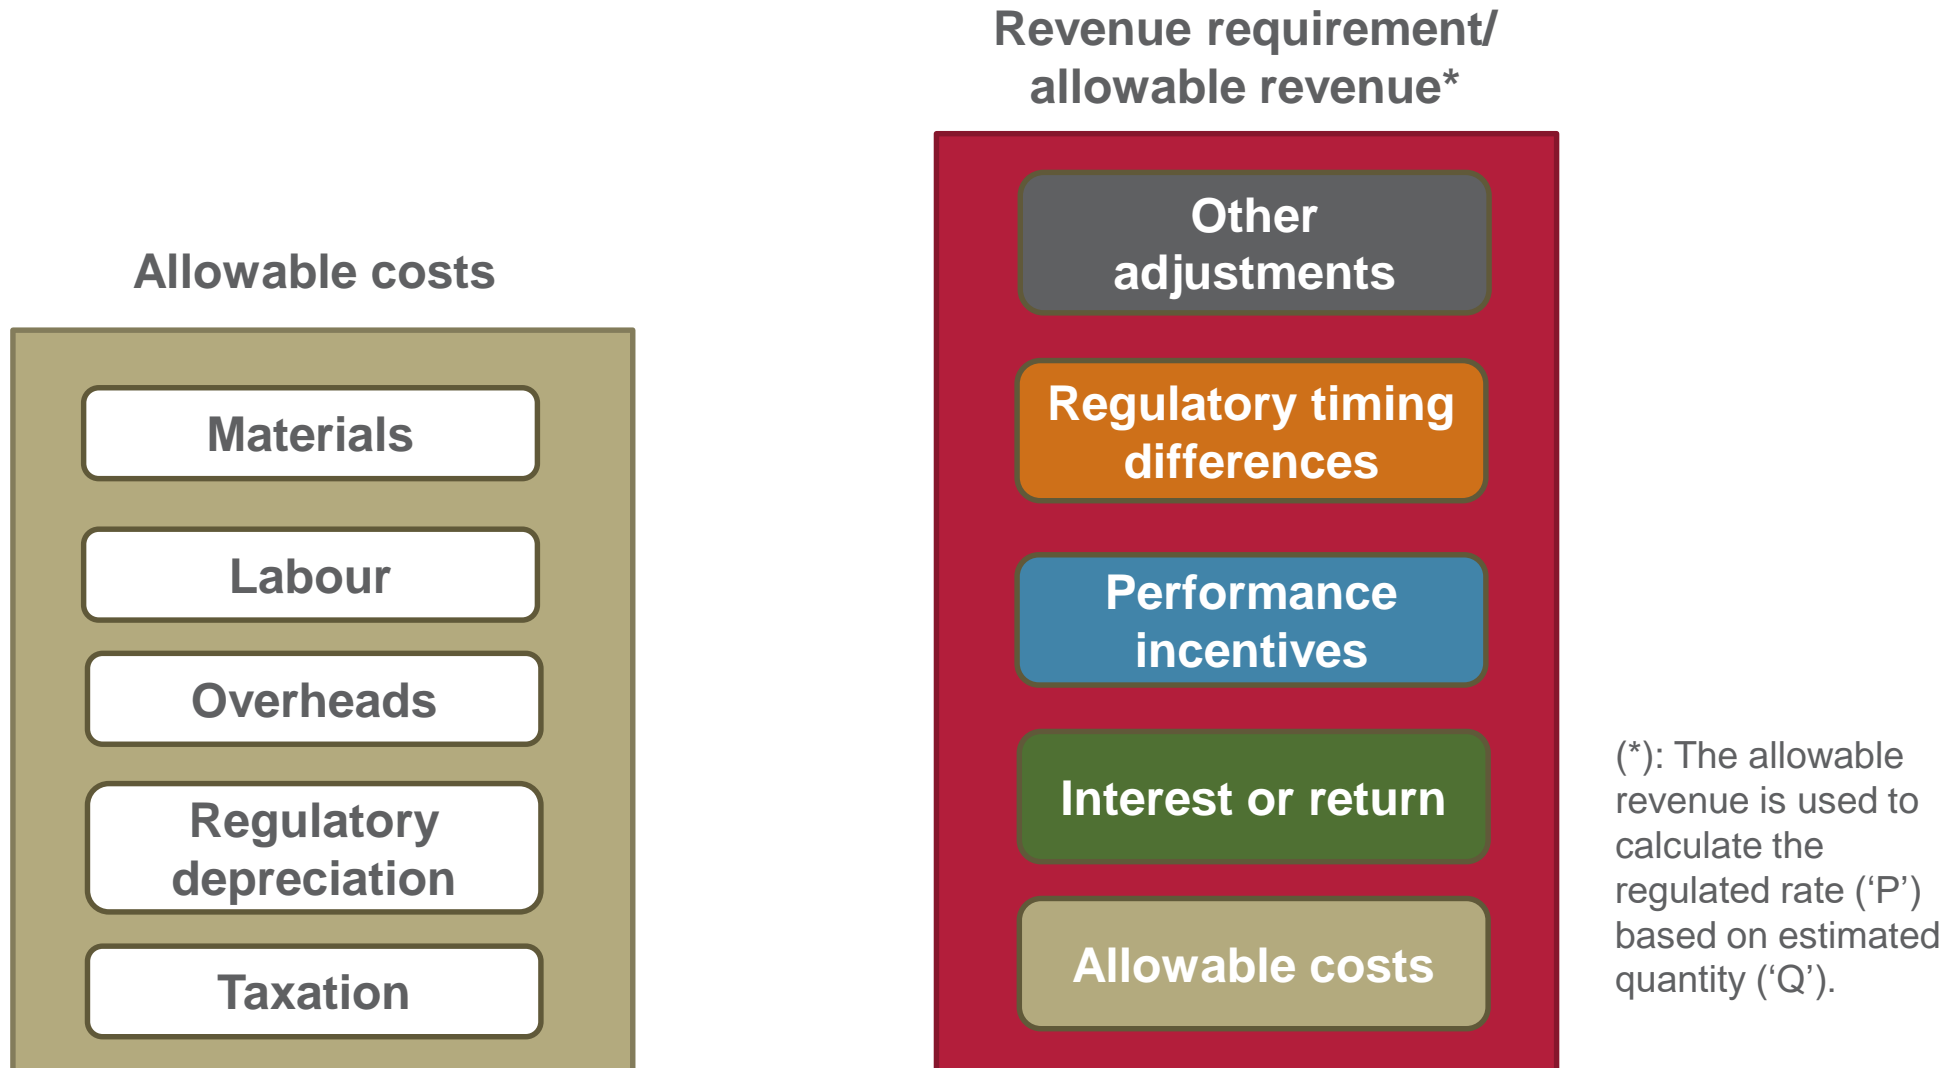 Allowable costs
Materials
Labour
Overheads
Regulatory
depreciation
Taxation
Revenue requirement/
allowable revenue*
Other
adjustments
Regulatory timing
differences
Performance
incentives
Interest or return
Allowable costs
(*): The allowable
revenue is used to
calculate the
regulated rate (‘P’)
based on estimated
quantity (‘Q’).